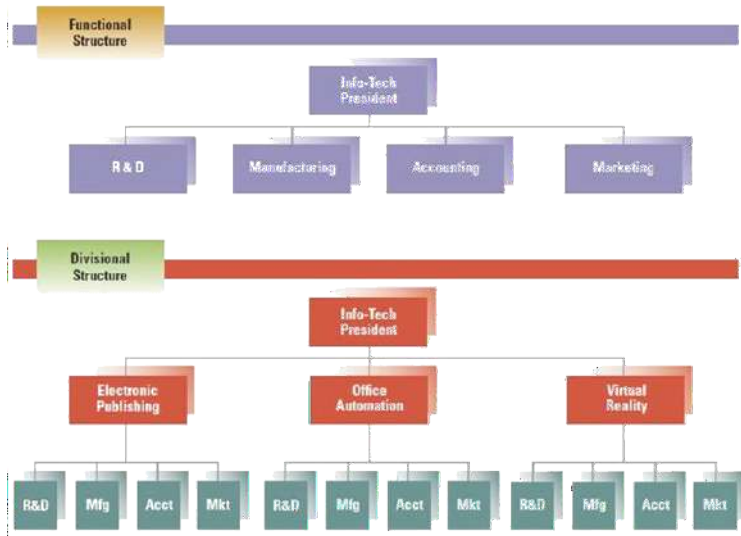 Functional
Structure
Info-Tech
President
R & D
Manufacturing
Accounting
Marketing
Divisional
Structure
Info-Tech
President
Electronic
Publishing
Office
Automation
Virtual
Reality
R&D
Mfg
Acct
Mkt
R&D
Mfg
Acct
Mkt
R&D
Mfg
Acct
Mkt